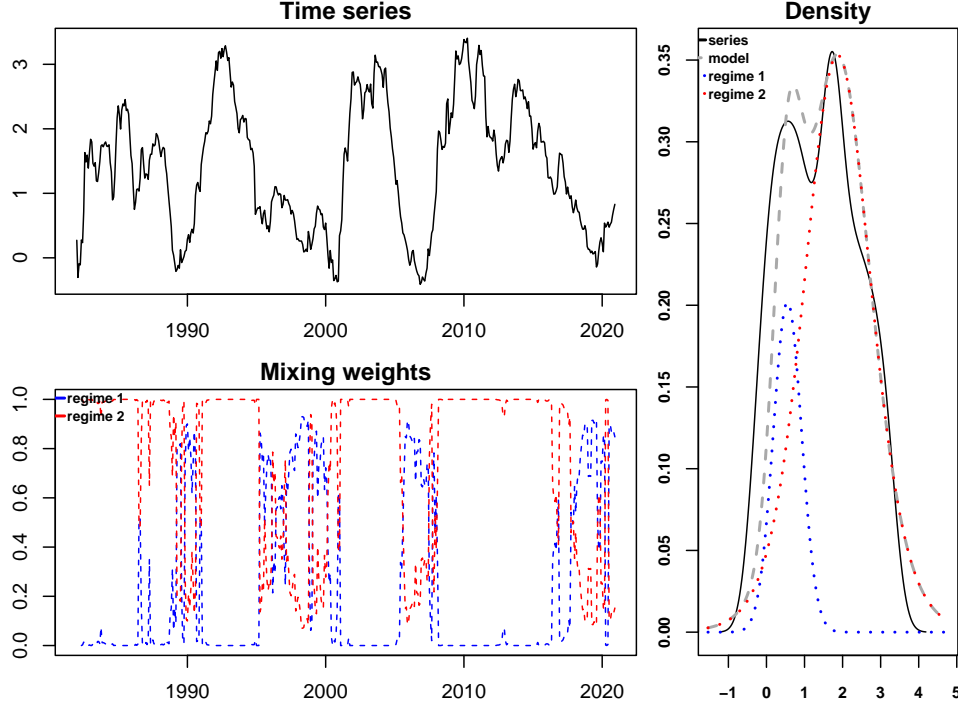 Time series
3
2
1
0
1990 2000 2010 2020
Mixing weights
1.0
0.8
0.6
0.4
0.2
0.0
regime 1
regime 2
1990 2000 2010 2020
Density
series
model
regime 1
regime 2
0.35
0.30
0.25
0.20
0.15
0.10
0.05
0.00
−1 0 1 2 3 4 5